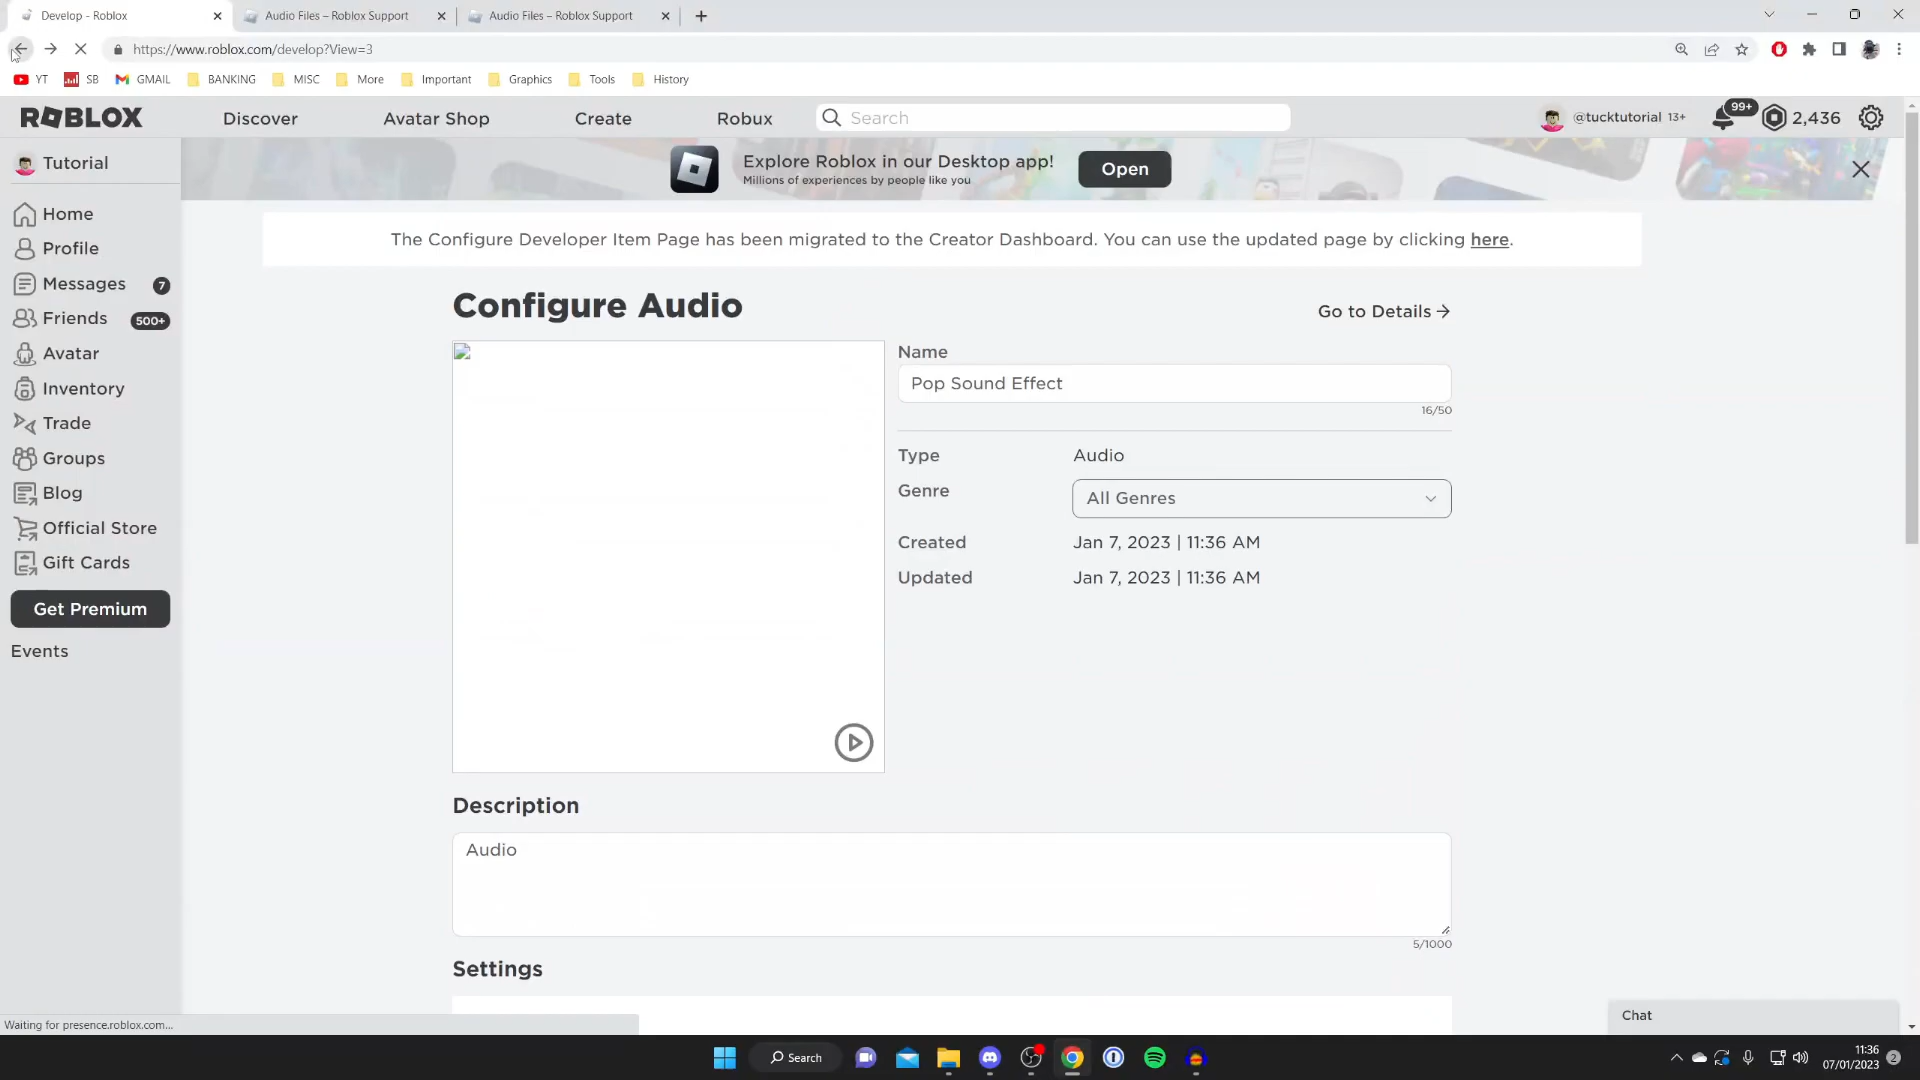 Develop - Roblox
Audio Files – Roblox Support
Audio Files – Roblox Support
https://www.roblox.com/develop?View=3
YT SB GMAIL BANKING MISC More Important Graphics Tools History
ROBLOX Discover Avatar Shop Create Robux Search @tucktutorial 13+ 99+ 2,436
Tutorial
Explore Roblox in our Desktop app!
Millions of experiences by people like you
Open
Home
Profile
Messages 7
Friends 500+
Avatar
Inventory
Trade
Groups
Blog
Official Store
Gift Cards
Get Premium
Events
The Configure Developer Item Page has been migrated to the Creator Dashboard. You can use the updated page by clicking here.
Configure Audio
Go to Details →
Name
Pop Sound Effect
16/50
Type Audio
Genre All Genres
Created Jan 7, 2023 | 11:36 AM
Updated Jan 7, 2023 | 11:36 AM
Description
Audio
5/1000
Settings
Chat
Waiting for presence.roblox.com...
Search
11:36
07/01/2023
2